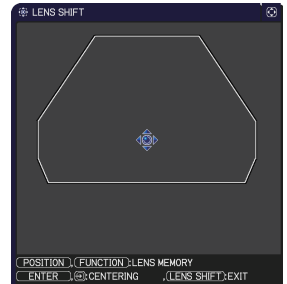 LENS SHIFT
POSITION , FUNCTION :LENS MEMORY
ENTER , :CENTERING , LENS SHIFT :EXIT